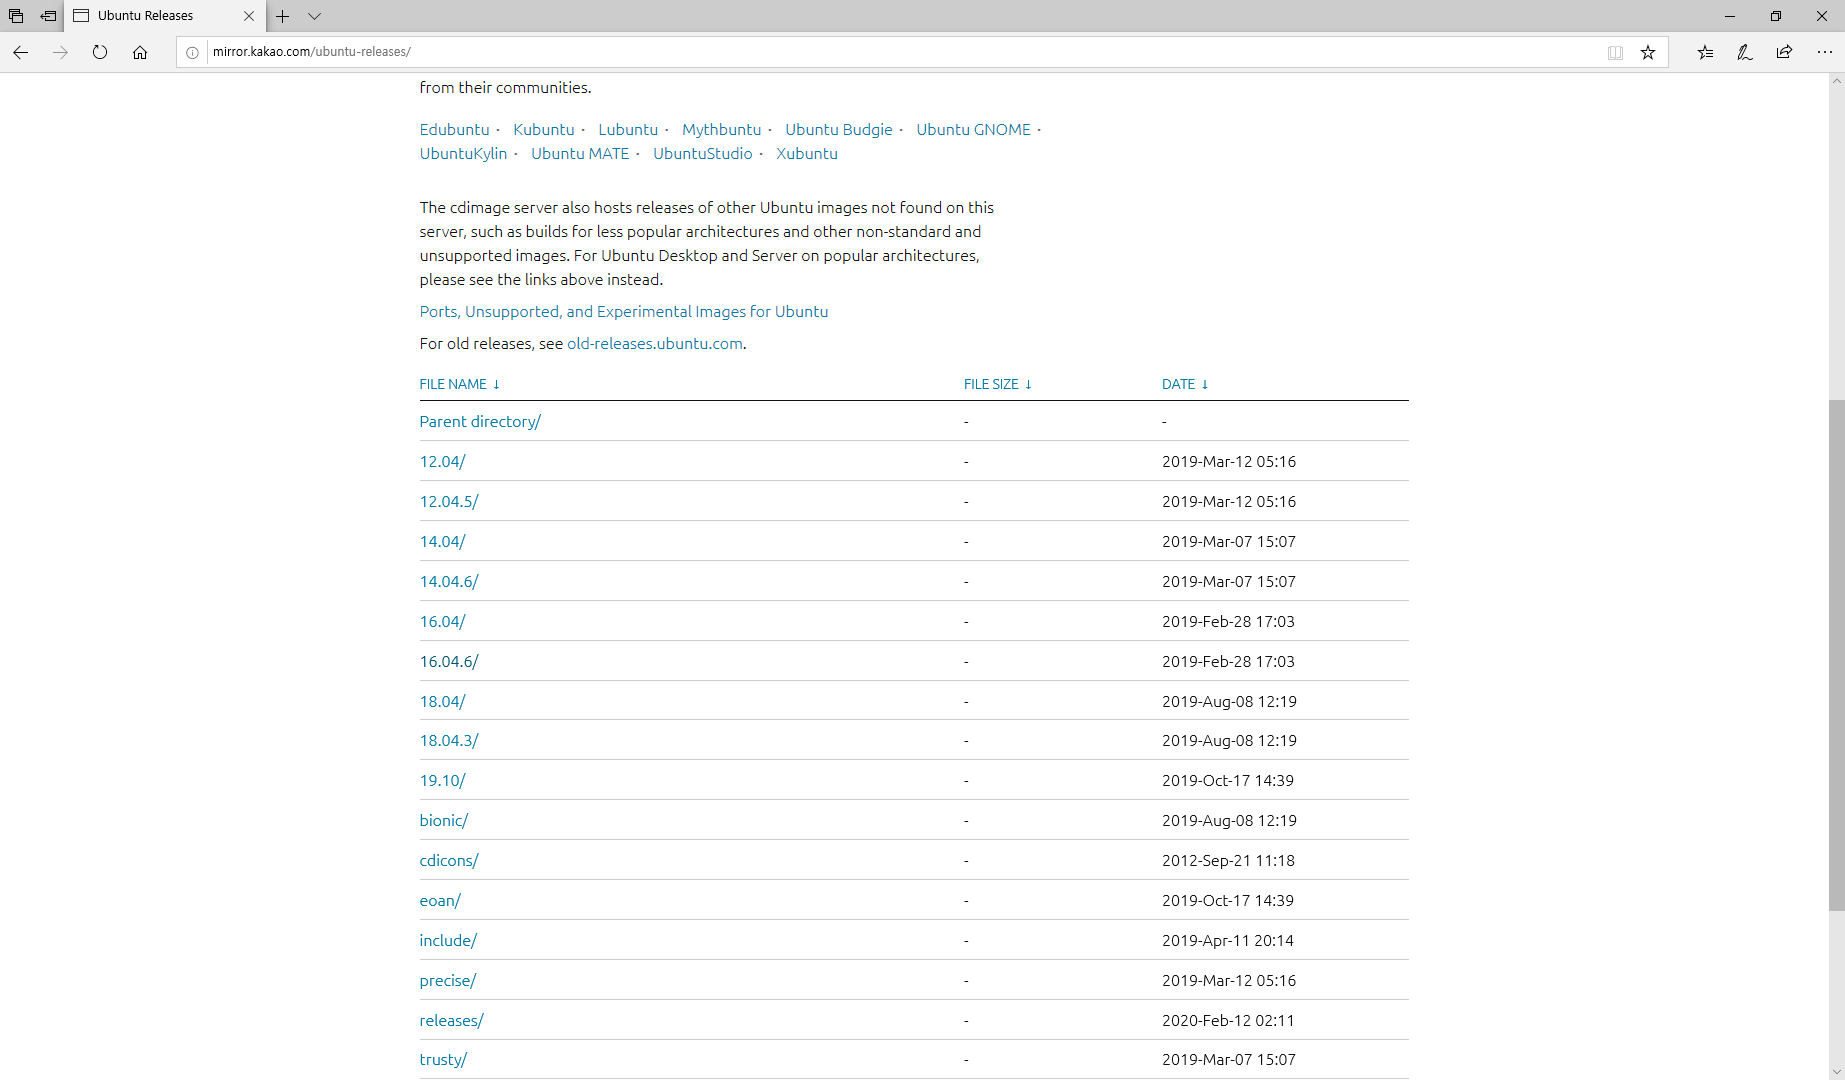 Ubuntu Releases
mirror.kakao.com/ubuntu-releases/
from their communities.
Edubuntu · Kubuntu · Lubuntu · Mythbuntu · Ubuntu Budgie · Ubuntu GNOME ·
UbuntuKylin · Ubuntu MATE · UbuntuStudio · Xubuntu
The cdimage server also hosts releases of other Ubuntu images not found on this
server, such as builds for less popular architectures and other non-standard and
unsupported images. For Ubuntu Desktop and Server on popular architectures,
please see the links above instead.
Ports, Unsupported, and Experimental Images for Ubuntu
For old releases, see old-releases.ubuntu.com.
FILE NAME ↓ FILE SIZE ↓ DATE ↓
Parent directory/ - -
12.04/ - 2019-Mar-12 05:16
12.04.5/ - 2019-Mar-12 05:16
14.04/ - 2019-Mar-07 15:07
14.04.6/ - 2019-Mar-07 15:07
16.04/ - 2019-Feb-28 17:03
16.04.6/ - 2019-Feb-28 17:03
18.04/ - 2019-Aug-08 12:19
18.04.3/ - 2019-Aug-08 12:19
19.10/ - 2019-Oct-17 14:39
bionic/ - 2019-Aug-08 12:19
cdicons/ - 2012-Sep-21 11:18
eoan/ - 2019-Oct-17 14:39
include/ - 2019-Apr-11 20:14
precise/ - 2019-Mar-12 05:16
releases/ - 2020-Feb-12 02:11
trusty/ - 2019-Mar-07 15:07